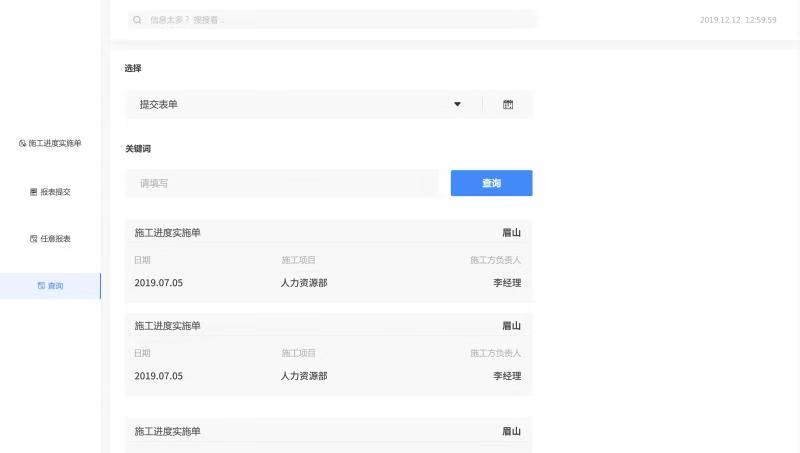 信息太多？搜搜看 ..
2019.12.12 12:59:59
施工进度实施单
报表提交
任意报表
查询
选择
提交表单
关键词
请填写
查询
施工进度实施单 眉山
日期 施工项目 施工方负责人
2019.07.05 人力资源部 李经理
施工进度实施单 眉山
日期 施工项目 施工方负责人
2019.07.05 人力资源部 李经理
施工进度实施单 眉山